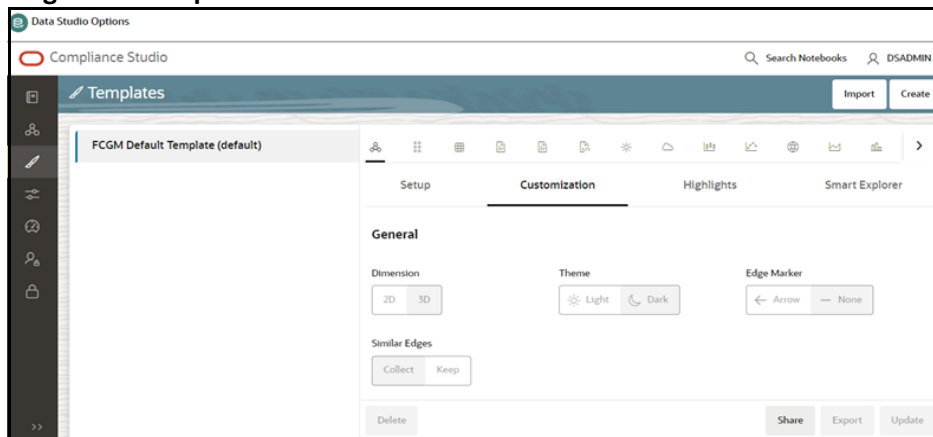 Data Studio Options
Compliance Studio
Search Notebooks DSADMIN
Templates
Import Create
FCGM Default Template (default)
Setup Customization Highlights Smart Explorer
General
Dimension Theme Edge Marker
2D 3D Light Dark Arrow None
Similar Edges
Collect Keep
Delete Share Export Update